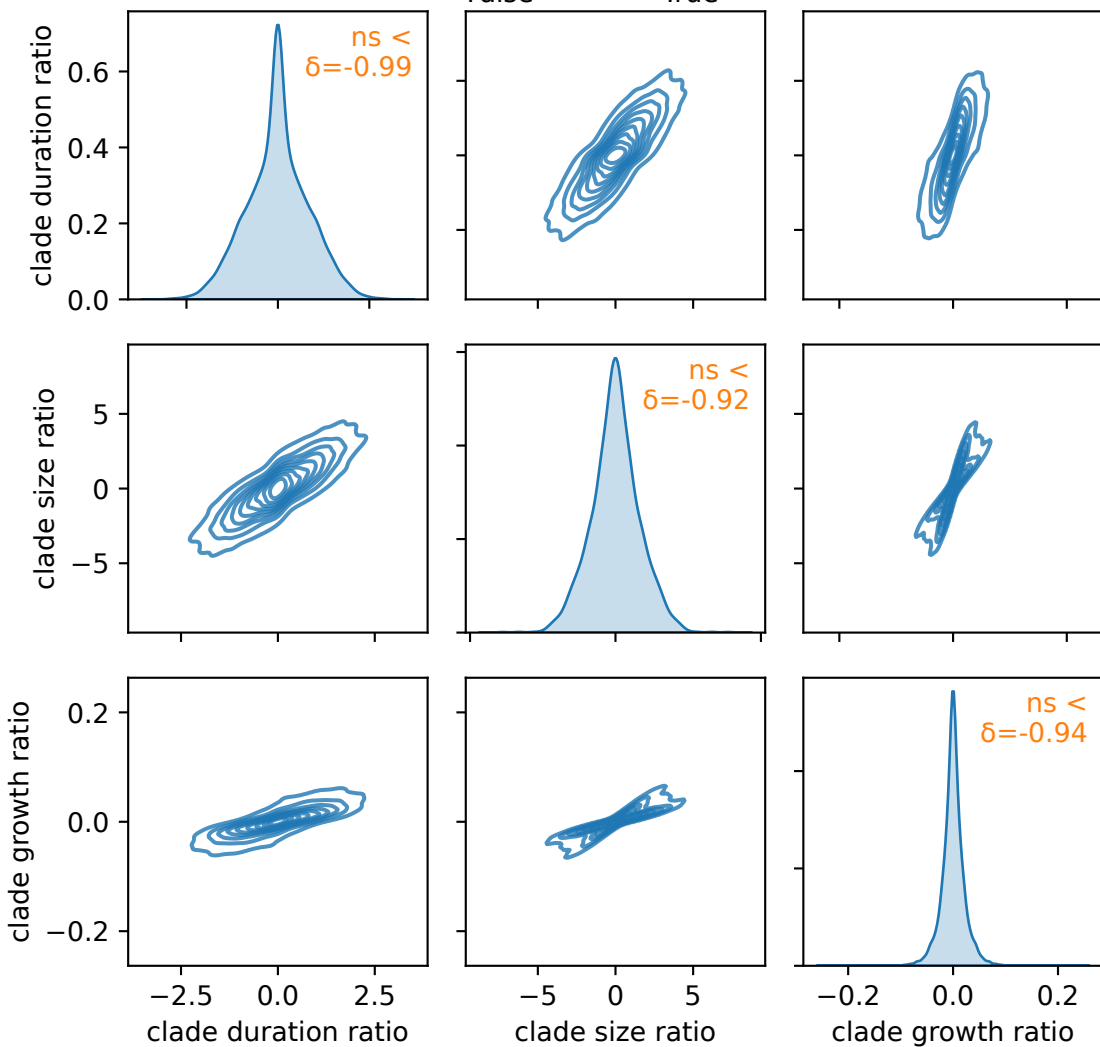 clade duration ratio
0.6
0.4
0.2
0.0
ns <
δ=-0.99
clade size ratio
5
0
−5
ns <
δ=-0.92
clade growth ratio
0.2
0.0
−0.2
ns <
δ=-0.94
−2.5 0.0 2.5
−5 0 5
−0.2 0.0 0.2
clade duration ratio
clade size ratio
clade growth ratio